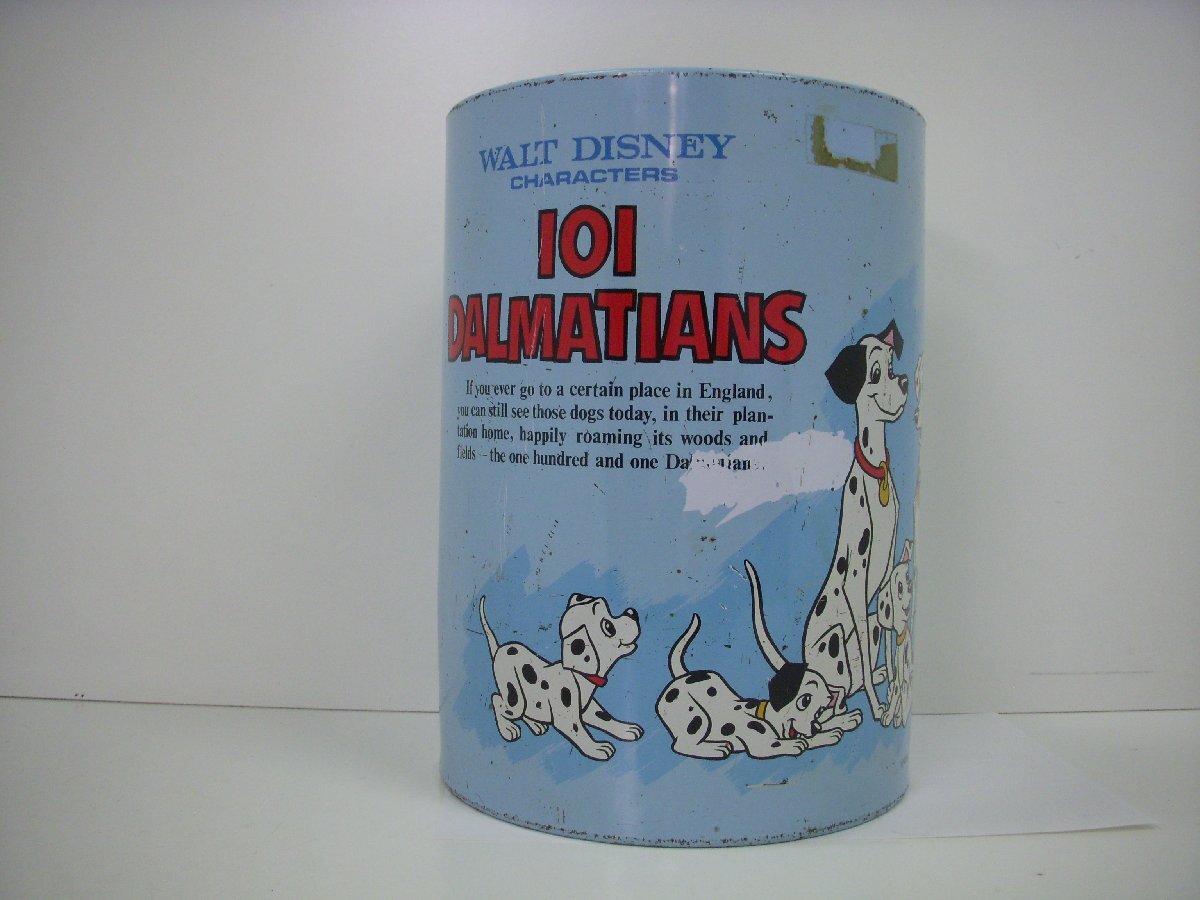 WALT DISNEY
CHARACTERS
101
DALMATIANS
If you ever go to a certain place in England,
you can still see those dogs today, in their plan-
tation home, happily roaming its woods and
fields -- the one hundred and one Dalmatians.